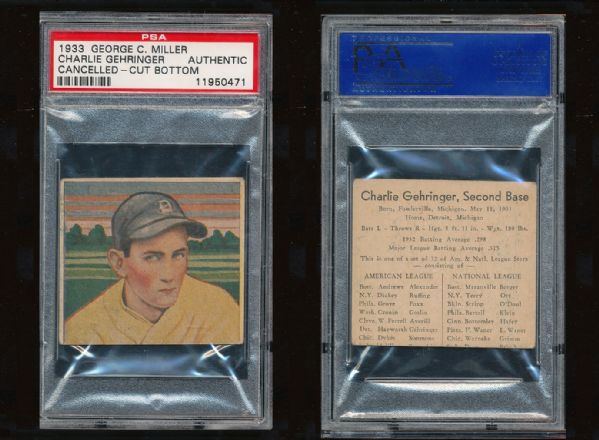 PSA
1933 GEORGE C. MILLER
CHARLIE GEHRINGER AUTHENTIC
CANCELLED - CUT BOTTOM
11950471
PSA
Charlie Gehringer, Second Base
Born, Fowlerville, Michigan, May 11, 1903
Home, Detroit, Michigan
Bats L - Throws R - Hgt. 5 ft. 11 in. - Wgt. 180 lbs.
1932 Batting Average .298
Major League Batting Average .325
This is one of a set of 32 of Am. & Natl. League Stars
— consisting of —
AMERICAN LEAGUE NATIONAL LEAGUE
Bost. Andrews Alexander Bost. Maranville Berger
N.Y. Dickey Ruffing N.Y. Terry Ott
Phila. Grove Foxx Bkln. O'Doul
Wash. Cronin Goslin Phila. Bartell Klein
Cleve. W. Ferrell Averill Cinn. Bottomley Hafey
Det. Hayworth Gehringer Pitts. P. Waner L. Waner
Chic. Dykes Simmons Chic. Warneke Grimm